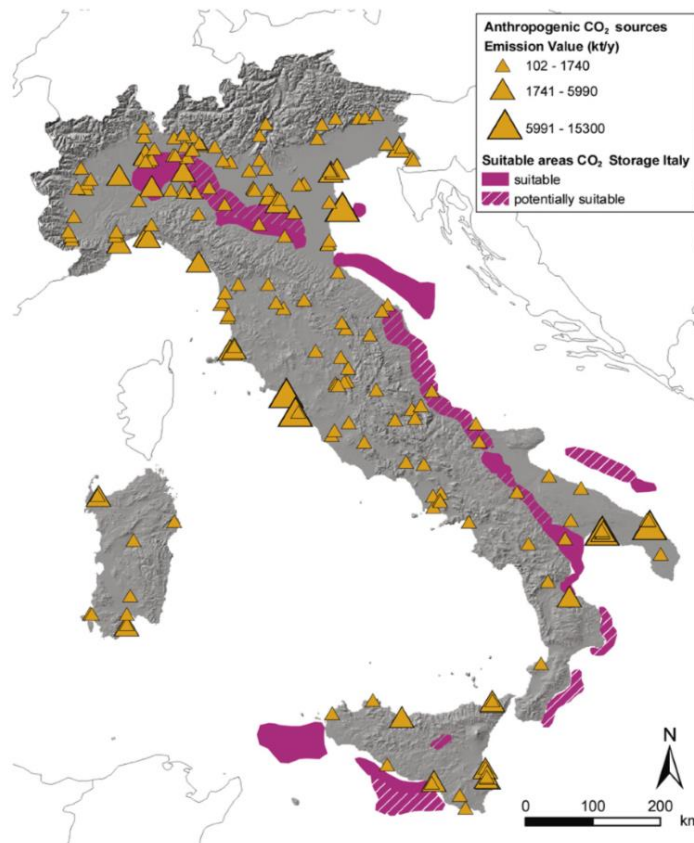 Anthropogenic CO₂ sources
Emission Value (kt/y)
102 - 1740
1741 - 5990
5991 - 15300
Suitable areas CO₂ Storage Italy
suitable
potentially suitable
N
0 100 200
km